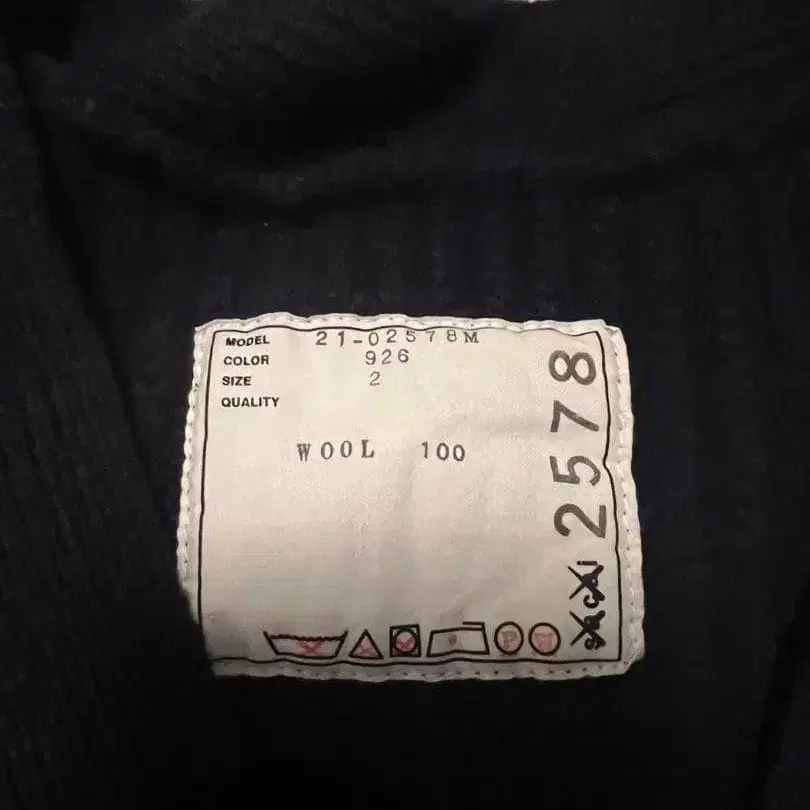 MODEL 21-02578M
COLOR 926
SIZE 2
QUALITY
WOOL 100
sacai 2578
P